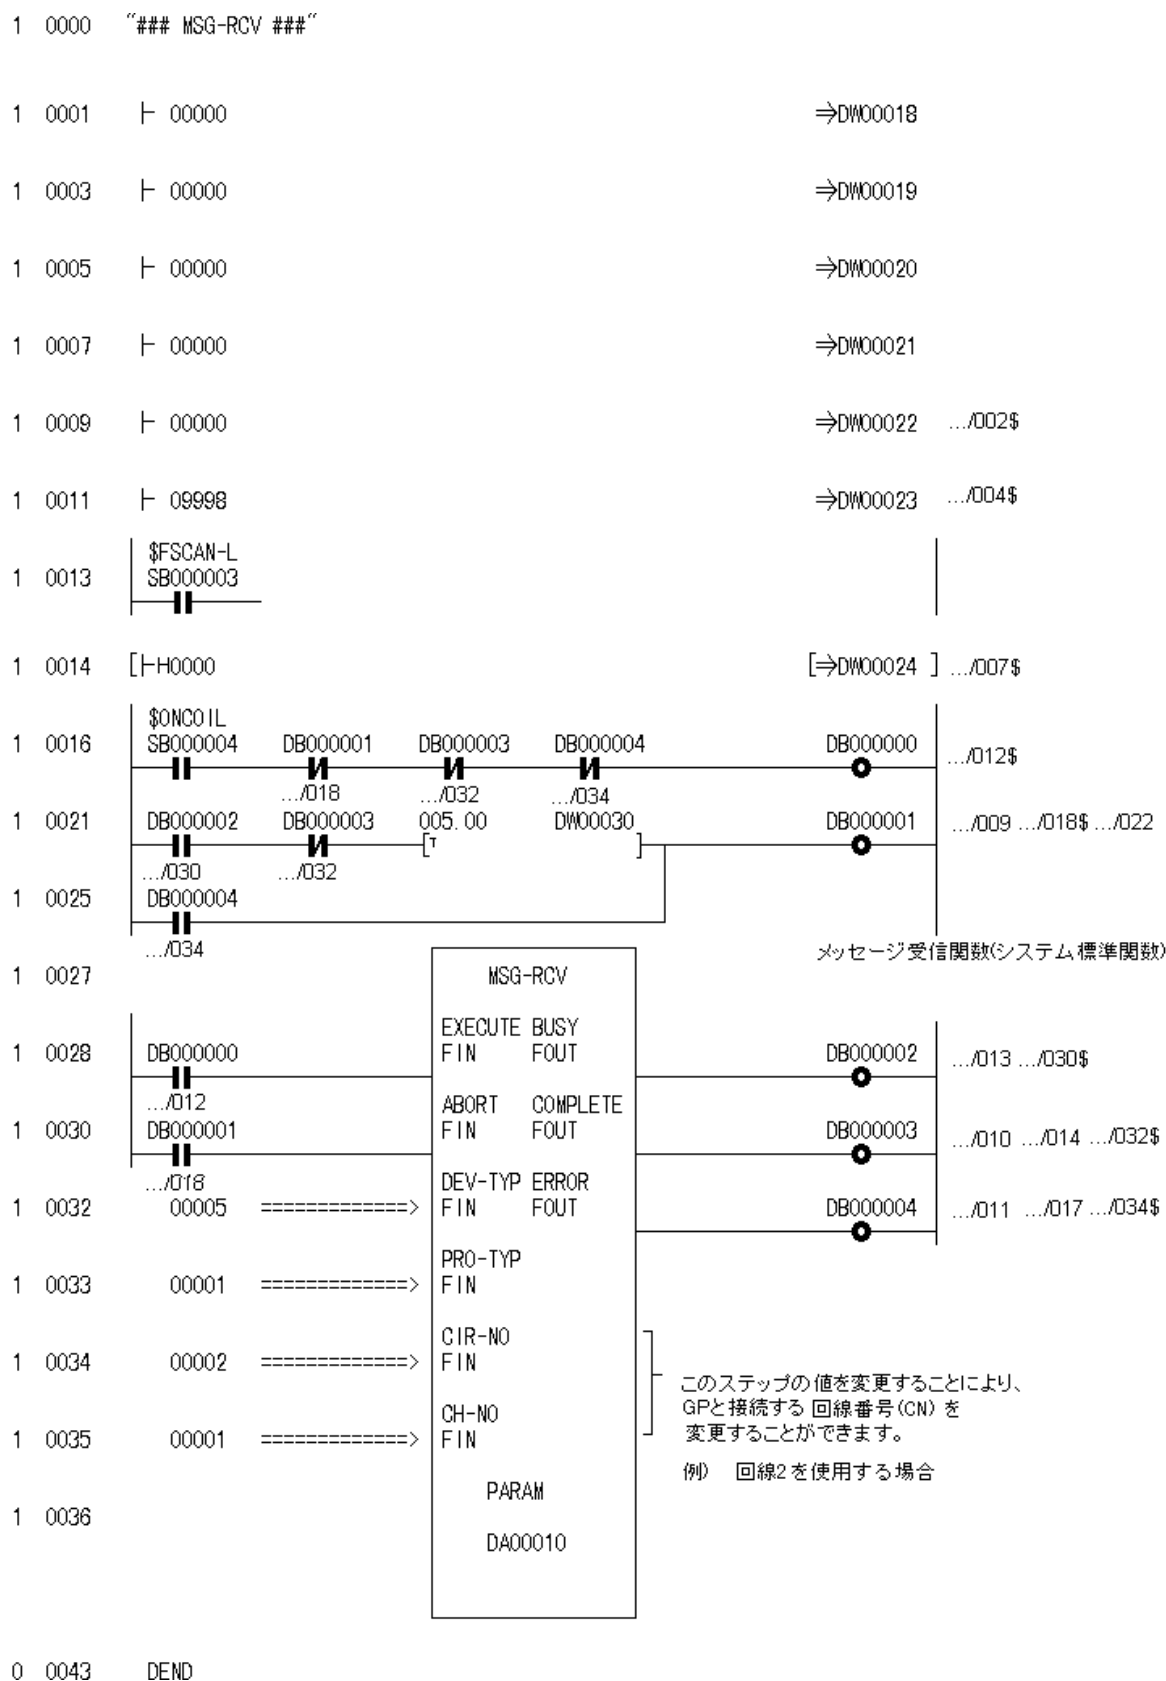 1 0000 "### MSG-RCV ###"
1 0001 ├ 00000 ⇒DW00018
1 0003 ├ 00000 ⇒DW00019
1 0005 ├ 00000 ⇒DW00020
1 0007 ├ 00000 ⇒DW00021
1 0009 ├ 00000 ⇒DW00022 .../002$
1 0011 ├ 09998 ⇒DW00023 .../004$
$FSCAN-L
1 0013 SB000003
1 0014 [├H0000 [⇒DW00024 ] .../007$
$ONCOIL
1 0016 SB000004 DB000001 DB000003 DB000004 DB000000 .../012$
.../018 .../032 .../034
1 0021 DB000002 DB000003 005.00 DW00030 DB000001 .../009 .../018$ .../022
[T ]
.../030 .../032
1 0025 DB000004
.../034 メッセージ受信関数(システム標準関数)
1 0027 MSG-RCV
EXECUTE BUSY
1 0028 DB000000 FIN FOUT DB000002 .../013 .../030$
.../012
ABORT COMPLETE
1 0030 DB000001 FIN FOUT DB000003 .../010 .../014 .../032$
.../018
DEV-TYP ERROR
1 0032 00005 =============> FIN FOUT DB000004 .../011 .../017 .../034$
PRO-TYP
1 0033 00001 =============> FIN
CIR-NO
1 0034 00002 =============> FIN
このステップの値を変更することにより、
GPと接続する 回線番号(CN) を
CH-NO
1 0035 00001 =============> FIN
変更することができます。
例) 回線2を使用する場合
PARAM
1 0036
DA00010
0 0043 DEND